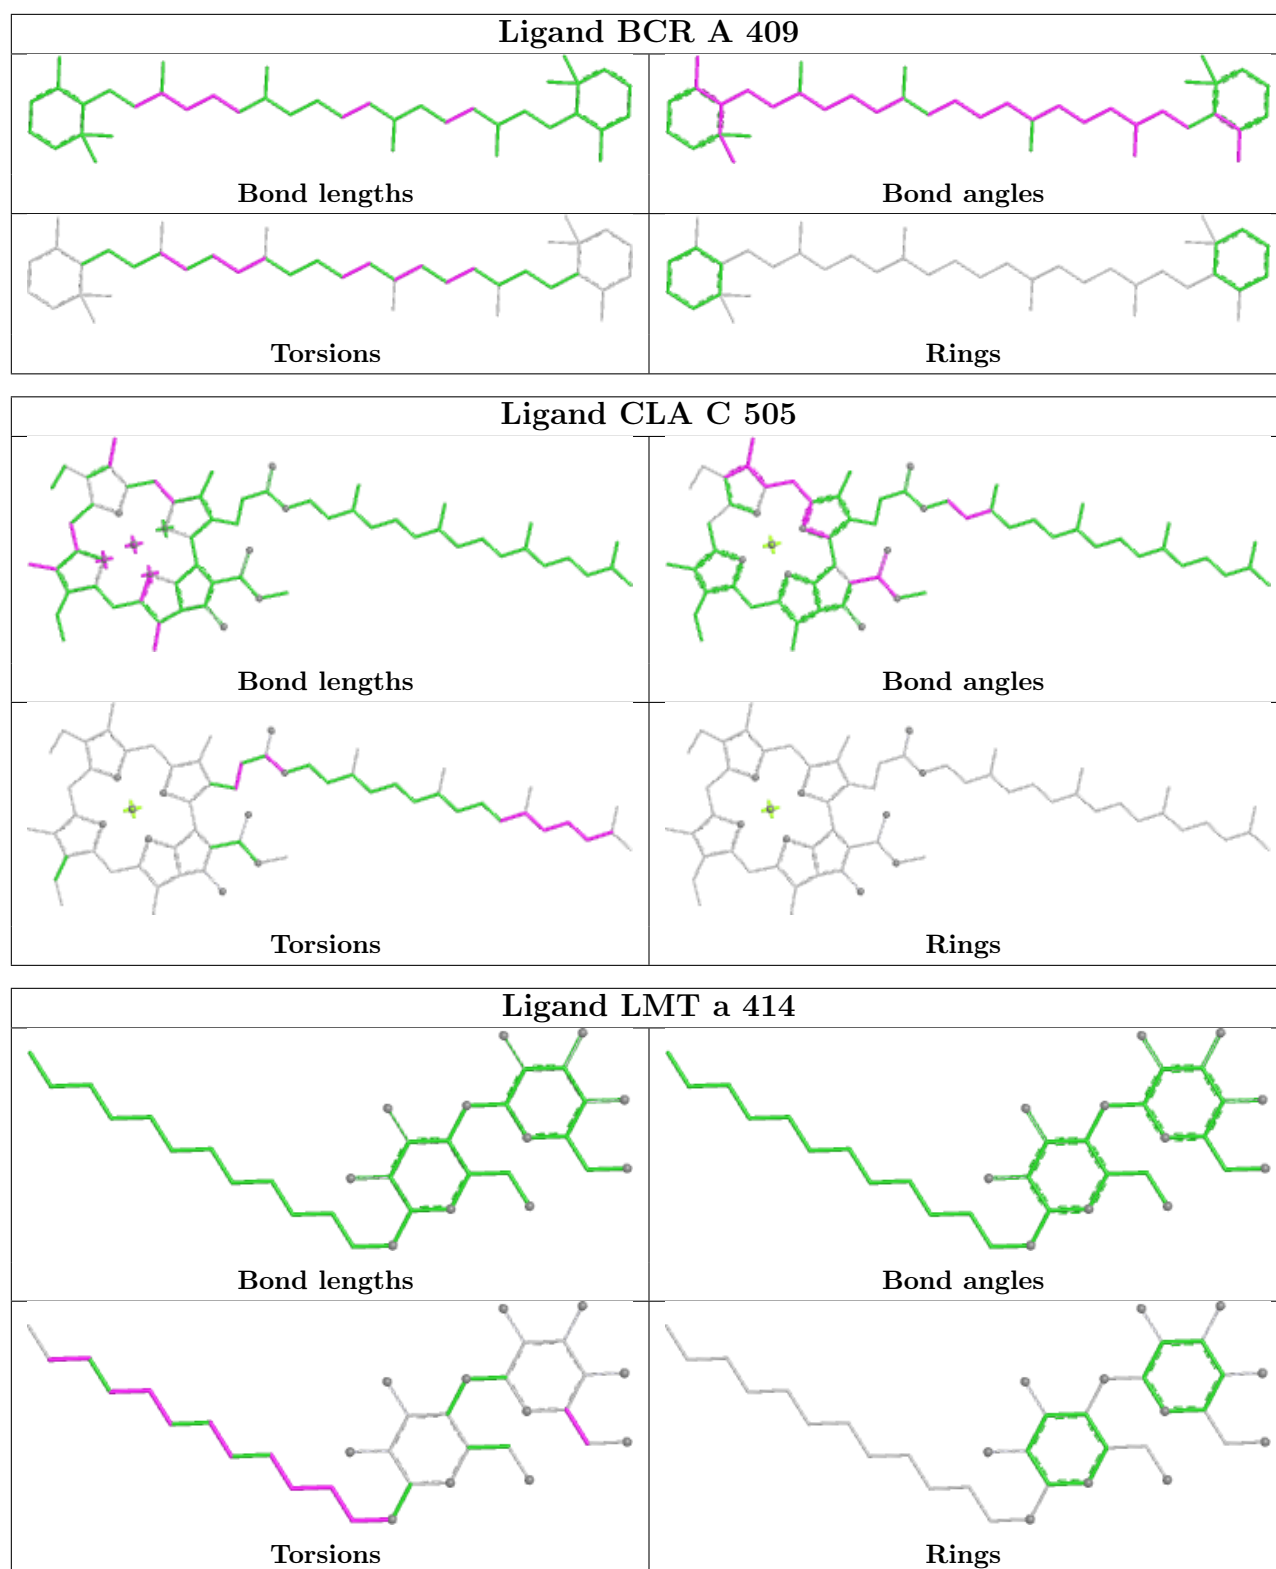 Ligand BCR A 409
Bond lengths
Bond angles
Torsions
Rings
Ligand CLA C 505
Bond lengths
Bond angles
Torsions
Rings
Ligand LMT a 414
Bond lengths
Bond angles
Torsions
Rings